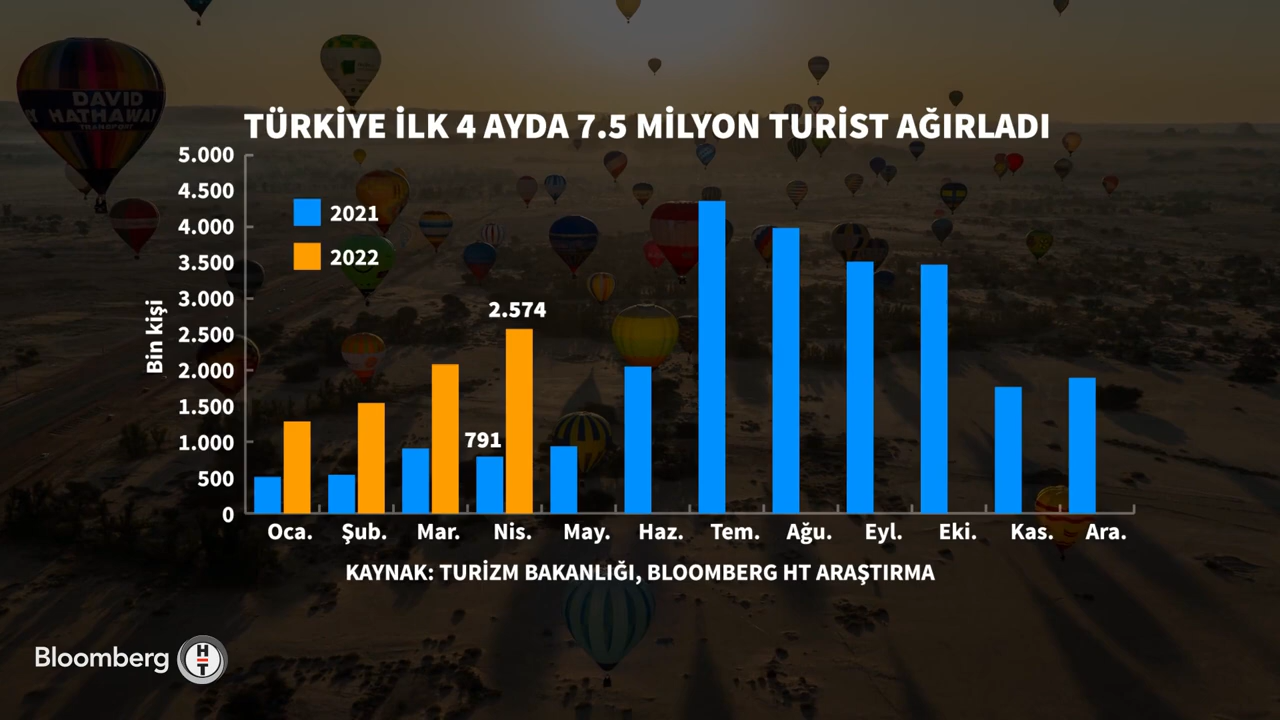 TÜRKİYE İLK 4 AYDA 7.5 MİLYON TURİST AĞIRLADI
5.000
4.500
4.000
3.500
3.000
2.500
2.000
1.500
1.000
500
0
Bin kişi
2021
2022
2.574
791
Oca. Şub. Mar. Nis. May. Haz. Tem. Ağu. Eyl. Eki. Kas. Ara.
KAYNAK: TURİZM BAKANLIĞI, BLOOMBERG HT ARAŞTIRMA
Bloomberg HT
DAVID
HATHAWAY
TRANSPORT